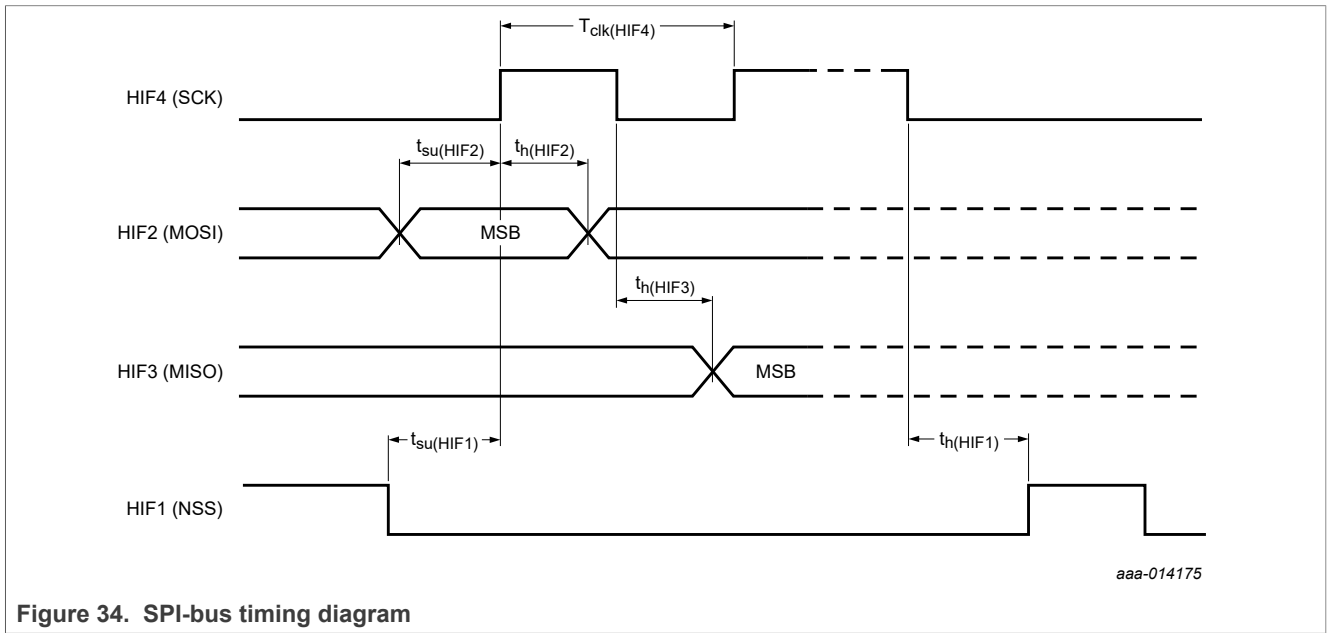 Tclk(HIF4)
HIF4 (SCK)
tsu(HIF2)
th(HIF2)
HIF2 (MOSI)
MSB
th(HIF3)
HIF3 (MISO)
MSB
tsu(HIF1)
th(HIF1)
HIF1 (NSS)
aaa-014175
Figure 34. SPI-bus timing diagram